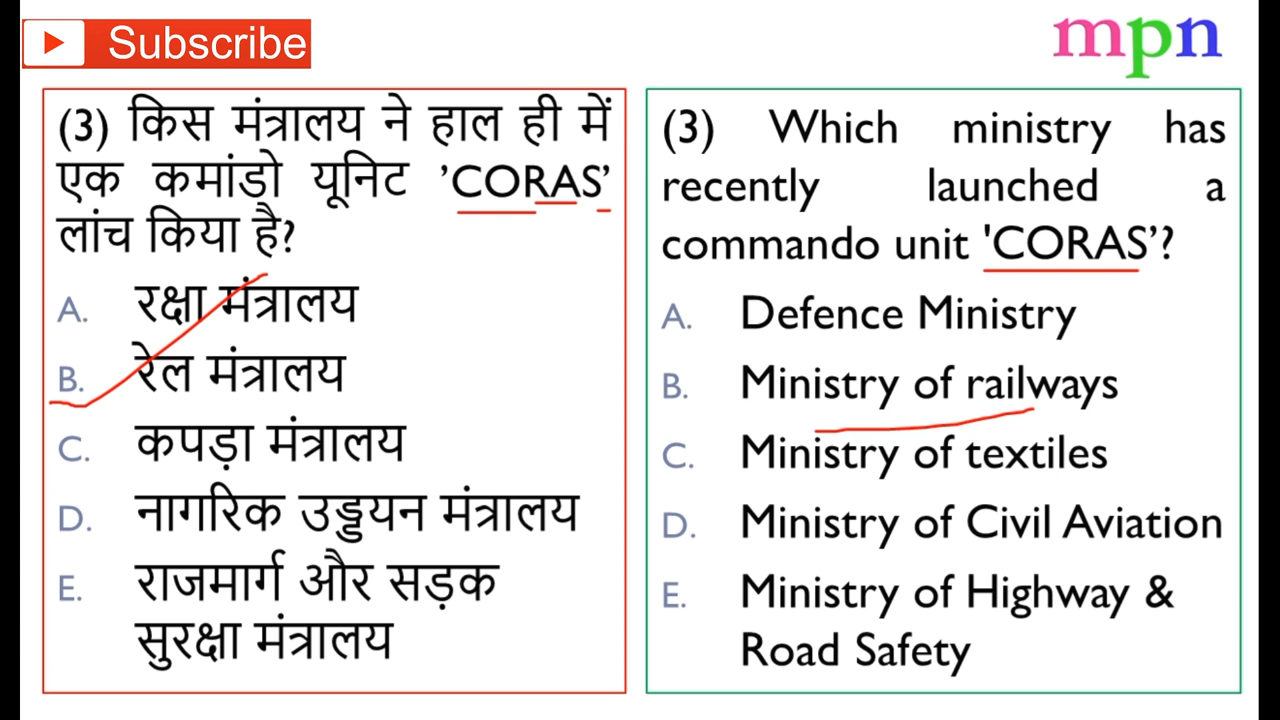 Subscribe
mpn
(3) किस मंत्रालय ने हाल ही में
एक कमांडो यूनिट ’CORAS’
लांच किया है?
A. रक्षा मंत्रालय
B. रेल मंत्रालय
C. कपड़ा मंत्रालय
D. नागरिक उड्डयन मंत्रालय
E. राजमार्ग और सड़क
सुरक्षा मंत्रालय
(3) Which ministry has
recently launched a
commando unit 'CORAS’?
A. Defence Ministry
B. Ministry of railways
C. Ministry of textiles
D. Ministry of Civil Aviation
E. Ministry of Highway &
Road Safety